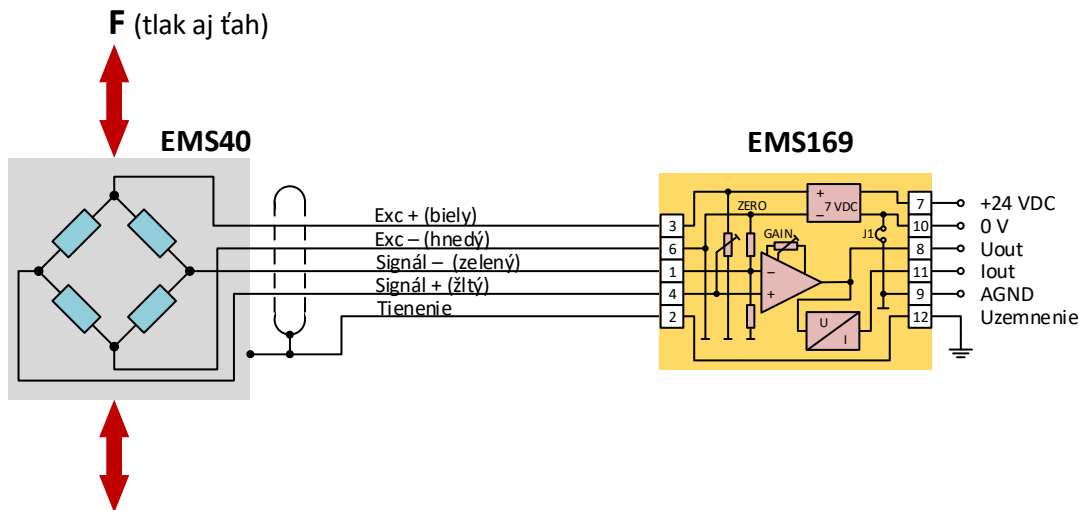 F (tlak aj ťah)
EMS40
EMS169
Exc + (biely)
Exc – (hnedý)
Signál – (zelený)
Signál + (žltý)
Tienenie
3
6
1
4
2
ZERO
GAIN
+
–
7 VDC
J1
–
+
U
I
7
10
8
11
9
12
+24 VDC
0 V
Uout
Iout
AGND
Uzemnenie